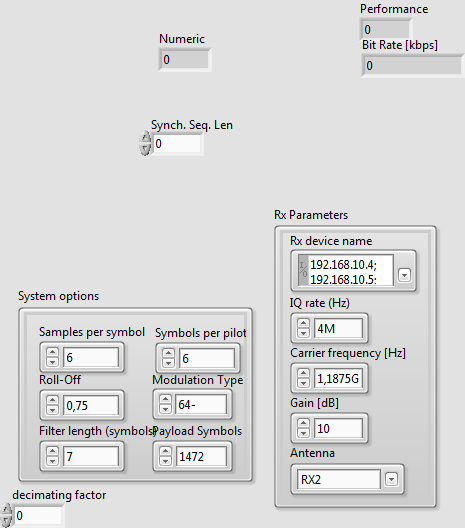 Performance
0
Numeric
0
Bit Rate [kbps]
0
Synch. Seq. Len
0
Rx Parameters
Rx device name
I/O
192.168.10.4;
192.168.10.5;
IQ rate (Hz)
4M
Carrier frequency [Hz]
1,1875G
Gain [dB]
10
Antenna
RX2
System options
Samples per symbol
6
Symbols per pilot
6
Roll-Off
0,75
Modulation Type
64-
Filter length (symbols)
7
Payload Symbols
1472
decimating factor
0